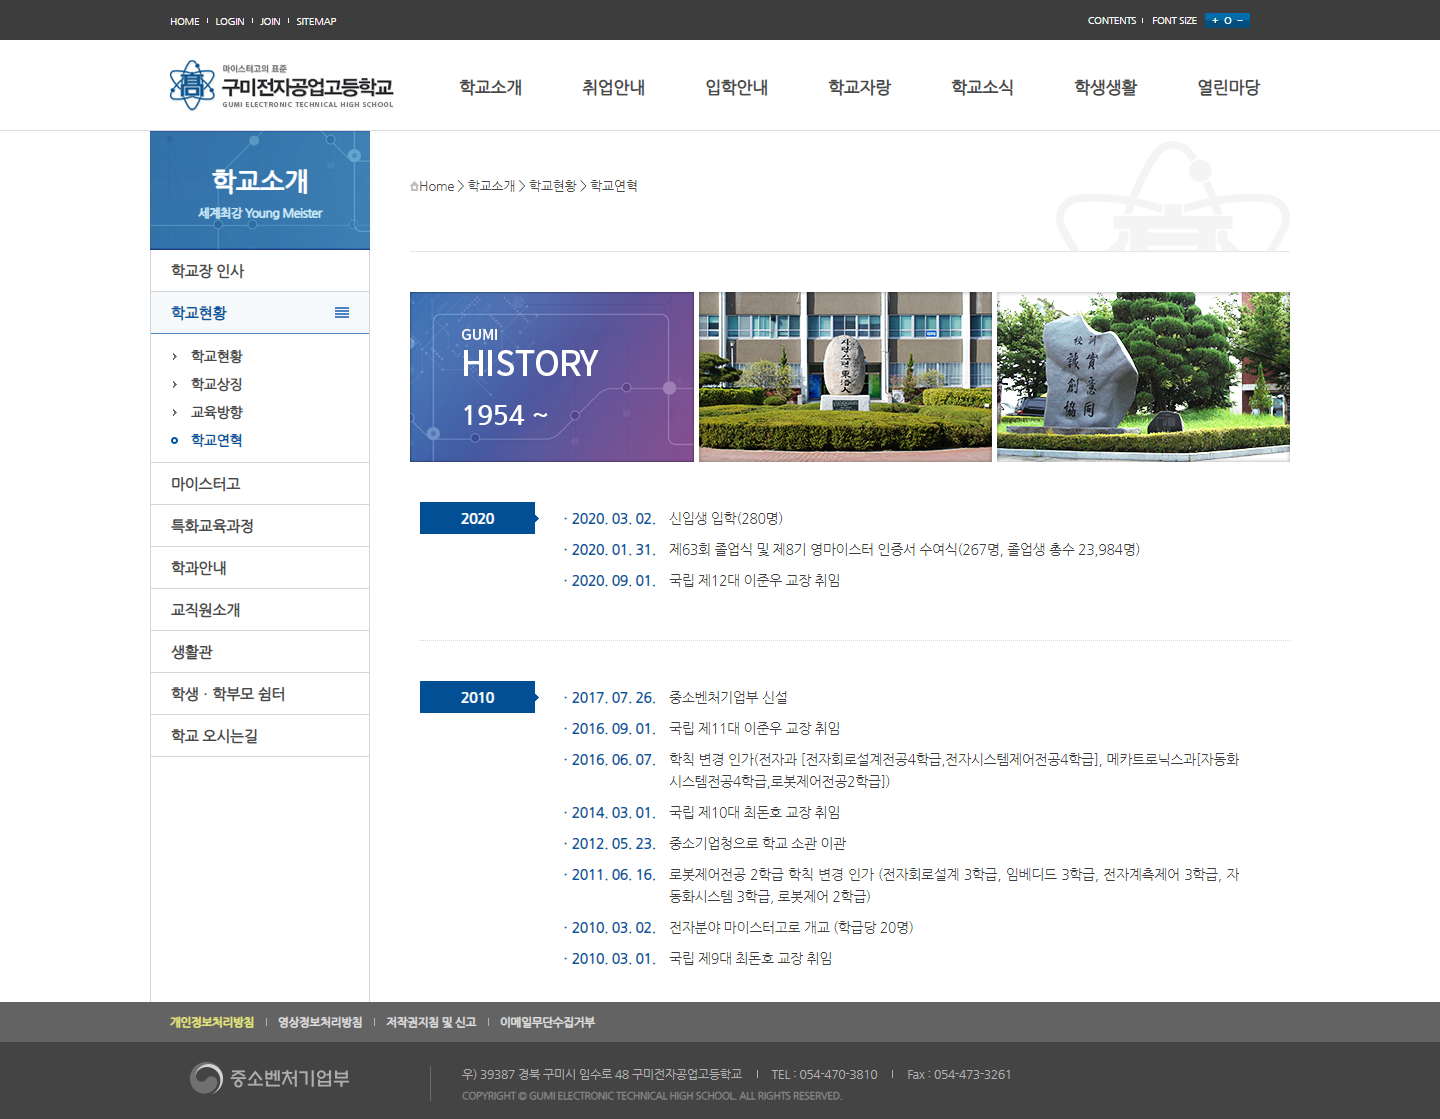 HOME LOGIN JOIN SITEMAP
CONTENTS FONT SIZE + O -
마이스터고의 표준
구미전자공업고등학교
GUMI ELECTRONIC TECHNICAL HIGH SCHOOL
학교소개 취업안내 입학안내 학교자랑 학교소식 학생생활 열린마당
학교소개
세계최강 Young Meister
Home > 학교소개 > 학교현황 > 학교연혁
학교장 인사
학교현황
학교현황
학교상징
교육방향
학교연혁
마이스터고
특화교육과정
학과안내
교직원소개
생활관
학생 · 학부모 쉼터
학교 오시는길
GUMI
HISTORY
1954 ~
2020
· 2020. 03. 02. 신입생 입학(280명)
· 2020. 01. 31. 제63회 졸업식 및 제8기 영마이스터 인증서 수여식(267명, 졸업생 총수 23,984명)
· 2020. 09. 01. 국립 제12대 이준우 교장 취임
2010
· 2017. 07. 26. 중소벤처기업부 신설
· 2016. 09. 01. 국립 제11대 이준우 교장 취임
· 2016. 06. 07. 학칙 변경 인가(전자과 [전자회로설계전공4학급,전자시스템제어전공4학급], 메카트로닉스과[자동화
시스템전공4학급,로봇제어전공2학급])
· 2014. 03. 01. 국립 제10대 최돈호 교장 취임
· 2012. 05. 23. 중소기업청으로 학교 소관 이관
· 2011. 06. 16. 로봇제어전공 2학급 학칙 변경 인가 (전자회로설계 3학급, 임베디드 3학급, 전자계측제어 3학급, 자
동화시스템 3학급, 로봇제어 2학급)
· 2010. 03. 02. 전자분야 마이스터고로 개교 (학급당 20명)
· 2010. 03. 01. 국립 제9대 최돈호 교장 취임
개인정보처리방침 영상정보처리방침 저작권지침 및 신고 이메일무단수집거부
중소벤처기업부
우) 39387 경북 구미시 임수로 48 구미전자공업고등학교 TEL : 054-470-3810 Fax : 054-473-3261
COPYRIGHT © GUMI ELECTRONIC TECHNICAL HIGH SCHOOL. ALL RIGHTS RESERVED.